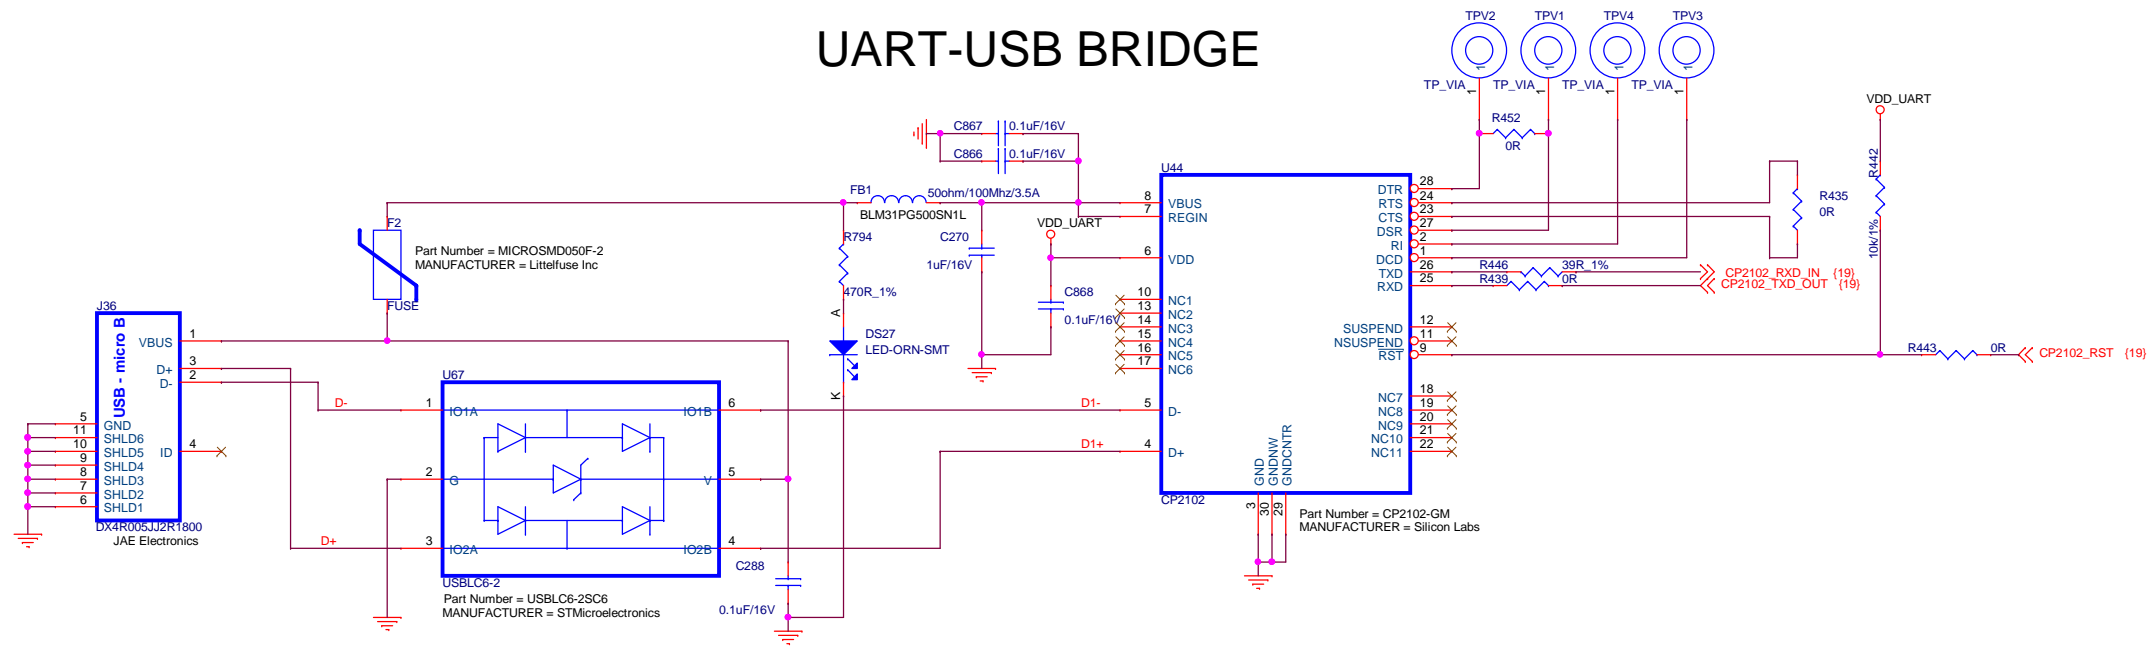 UART-USB BRIDGE
TPV2 TPV1 TPV4 TPV3
1 1 1 1
TP_VIA TP_VIA TP_VIA TP_VIA
1 1 1 1
R452
0R
VDD_UART
R442
10k/1%
R435
0R
C867 0.1uF/16V
C866 0.1uF/16V
FB1 50ohm/100Mhz/3.5A
BLM31PG500SN1L
VDD_UART
C270
1uF/16V
C868
0.1uF/16V
R794
470R_1%
A
DS27
LED-ORN-SMT
K
F2
Part Number = MICROSMD050F-2
MANUFACTURER = Littelfuse Inc
FUSE
J36
USB - micro B
VBUS 1
D+ 3
D- 2
5 GND
11 SHLD6
10 SHLD5
9 SHLD4
8 SHLD3
7 SHLD2
6 SHLD1
ID 4
DX4R005JJ2R1800
JAE Electronics
D-
D+
U67
1 IO1A IO1B 6
2 G V 5
3 IO2A IO2B 4
USBLC6-2
Part Number = USBLC6-2SC6
MANUFACTURER = STMicroelectronics
C288
0.1uF/16V
D1-
D1+
U44
8 VBUS
7 REGIN
6 VDD
10 NC1
13 NC2
14 NC3
15 NC4
16 NC5
17 NC6
5 D-
4 D+
DTR 28
RTS 24
CTS 23
DSR 27
RI 2
DCD 1
TXD 26
RXD 25
SUSPEND 12
NSUSPEND 11
RST 9
NC7 18
NC8 19
NC9 20
NC10 21
NC11 22
GND 3
GNDNW 30
GNDCNTR 29
CP2102
Part Number = CP2102-GM
MANUFACTURER = Silicon Labs
R446 39R_1% CP2102_RXD_IN {19}
R439 0R CP2102_TXD_OUT {19}
R443 0R CP2102_RST {19}